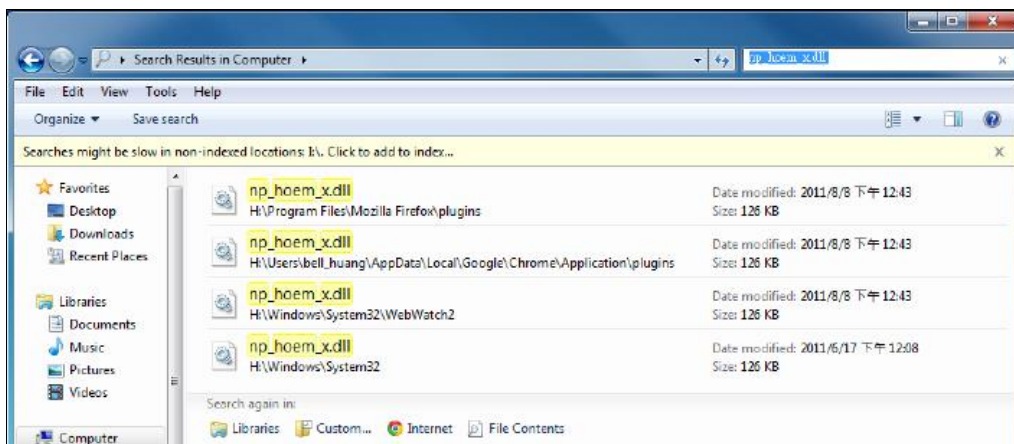 Search Results in Computer
np_hoem_x.dll
File Edit View Tools Help
Organize Save search
Searches might be slow in non-indexed locations: I:\. Click to add to index...
Favorites
Desktop
Downloads
Recent Places
Libraries
Documents
Music
Pictures
Videos
Computer
np_hoem_x.dll Date modified: 2011/8/8 下午 12:43
H:\Program Files\Mozilla Firefox\plugins Size: 126 KB
np_hoem_x.dll Date modified: 2011/8/8 下午 12:43
H:\Users\bell_huang\AppData\Local\Google\Chrome\Application\plugins Size: 126 KB
np_hoem_x.dll Date modified: 2011/8/8 下午 12:43
H:\Windows\System32\WebWatch2 Size: 126 KB
np_hoem_x.dll Date modified: 2011/6/17 下午 12:08
H:\Windows\System32 Size: 126 KB
Search again in:
Libraries Custom... Internet File Contents